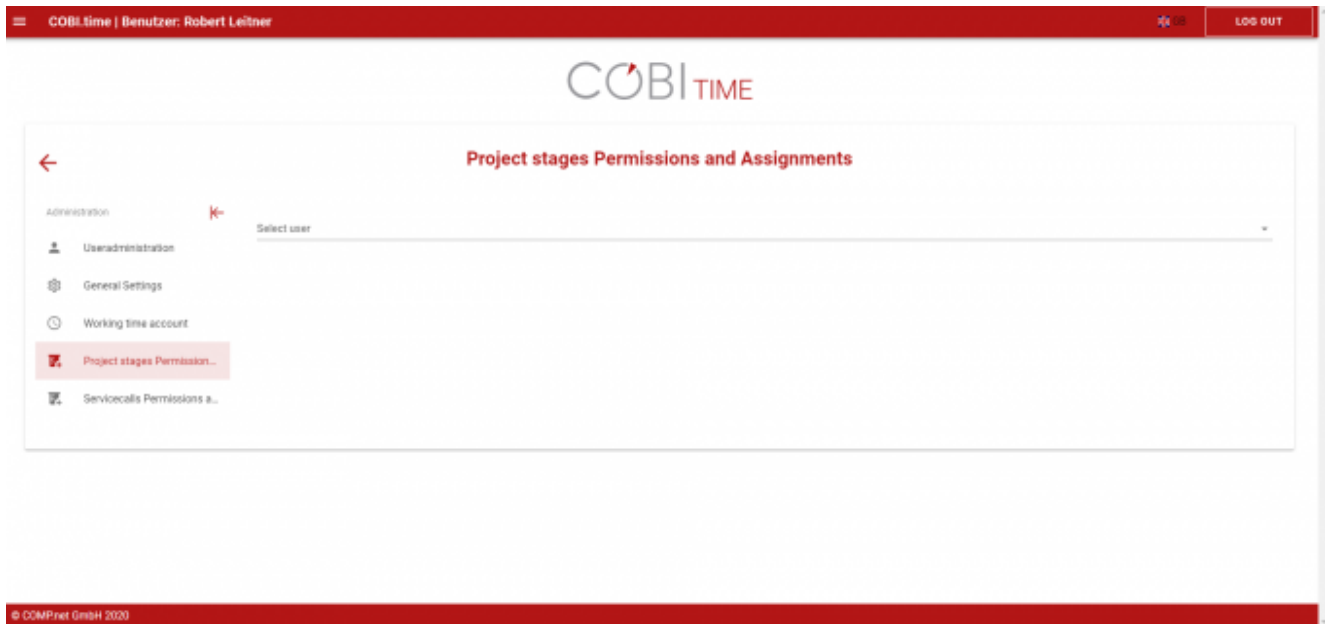 COBI.time | Benutzer: Robert Leitner
GB
LOG OUT
COBI TIME
Project stages Permissions and Assignments
Administration
Select user
Useradministration
General Settings
Working time account
Project stages Permission...
Servicecalls Permissions a...
© COMP.net GmbH 2020